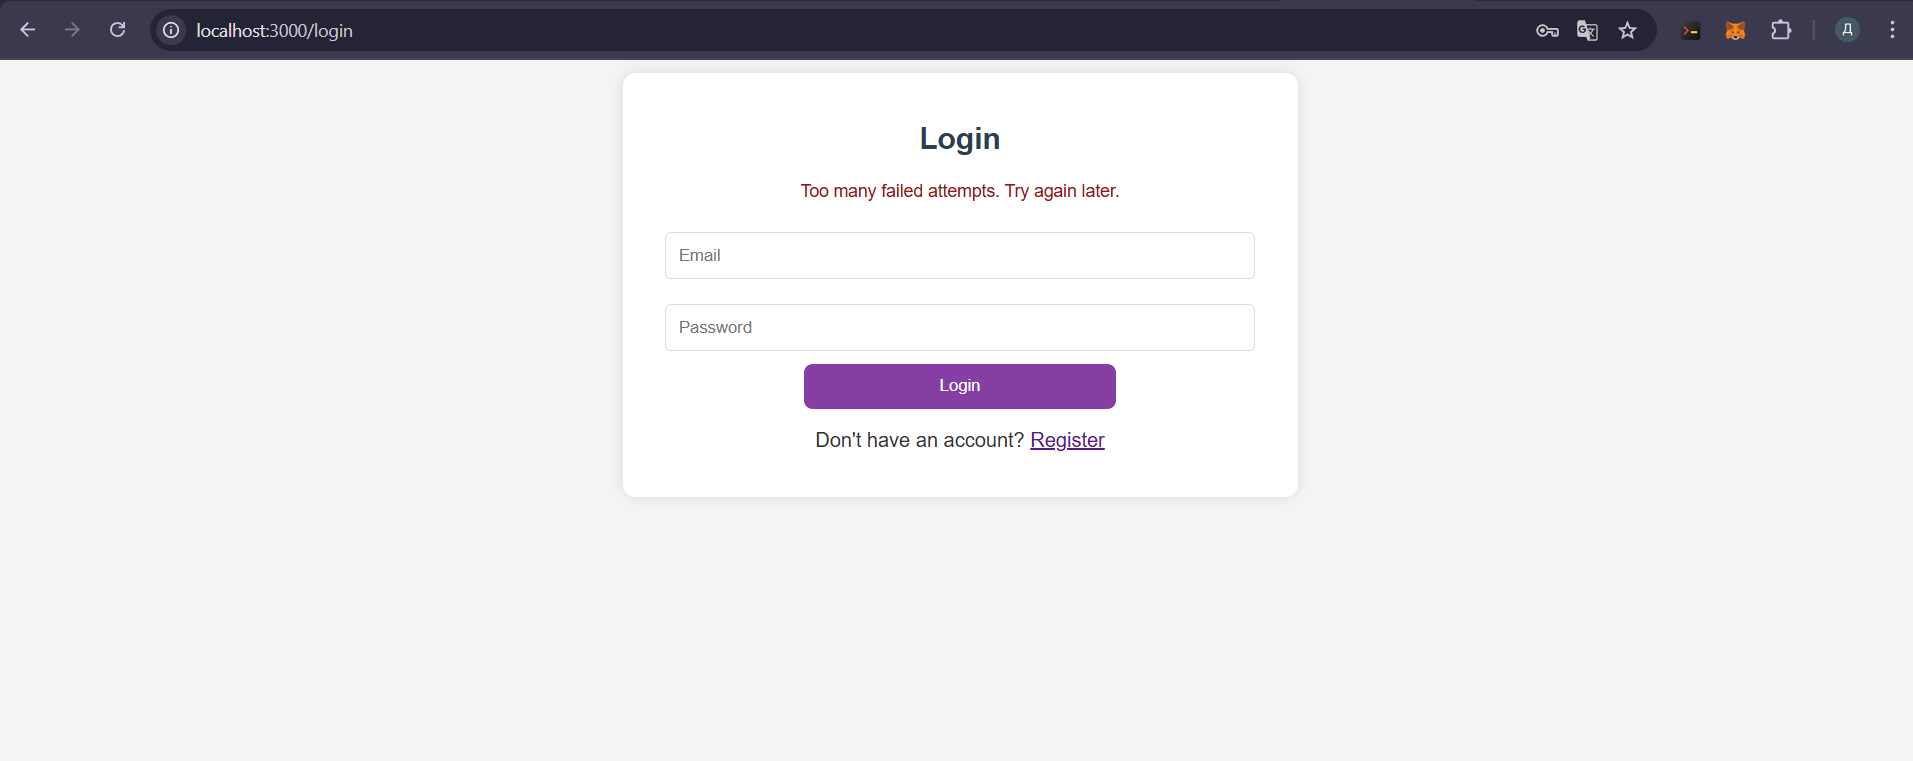 localhost:3000/login
Д
Login
Too many failed attempts. Try again later.
Email
Password
Login
Don't have an account? Register